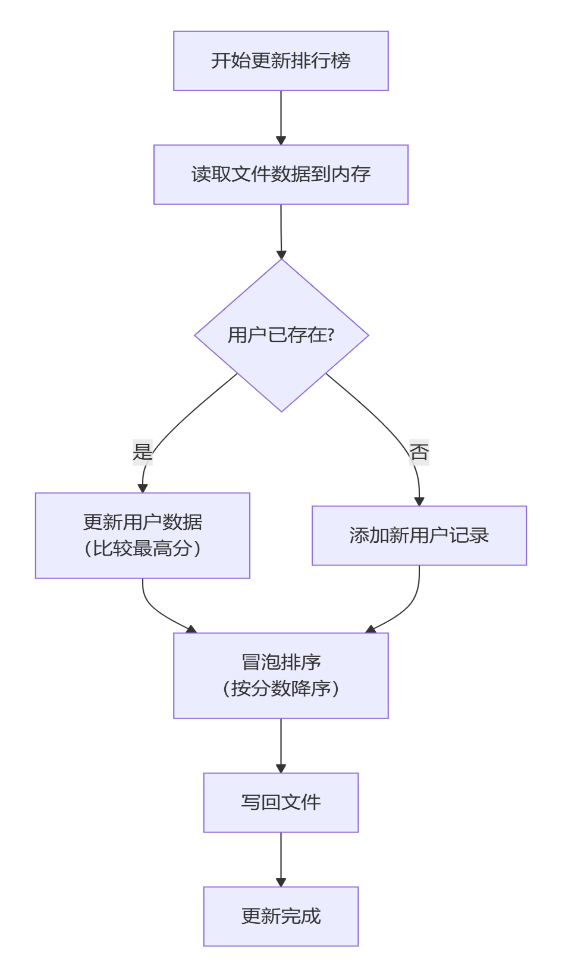 开始更新排行榜
读取文件数据到内存
用户已存在?
是
否
更新用户数据
（比较最高分）
添加新用户记录
冒泡排序
（按分数降序）
写回文件
更新完成